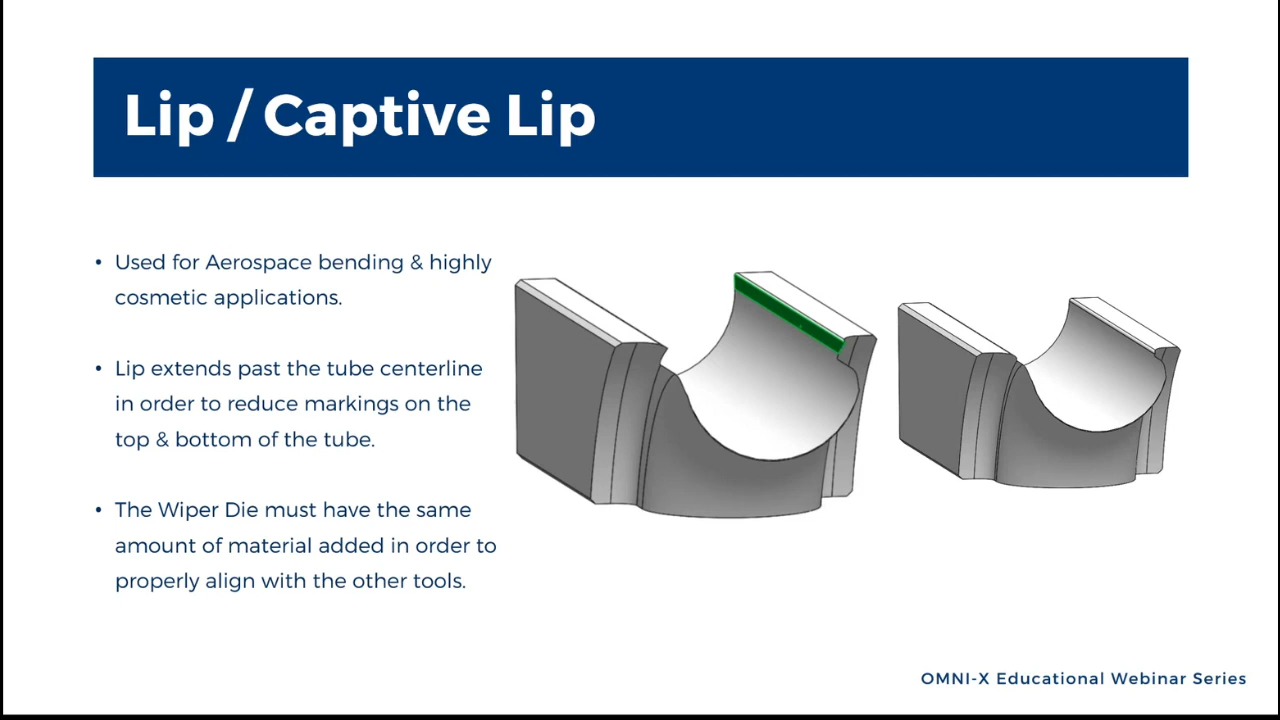 Lip / Captive Lip
• Used for Aerospace bending & highly
cosmetic applications.
• Lip extends past the tube centerline
in order to reduce markings on the
top & bottom of the tube.
• The Wiper Die must have the same
amount of material added in order to
properly align with the other tools.
OMNI-X Educational Webinar Series